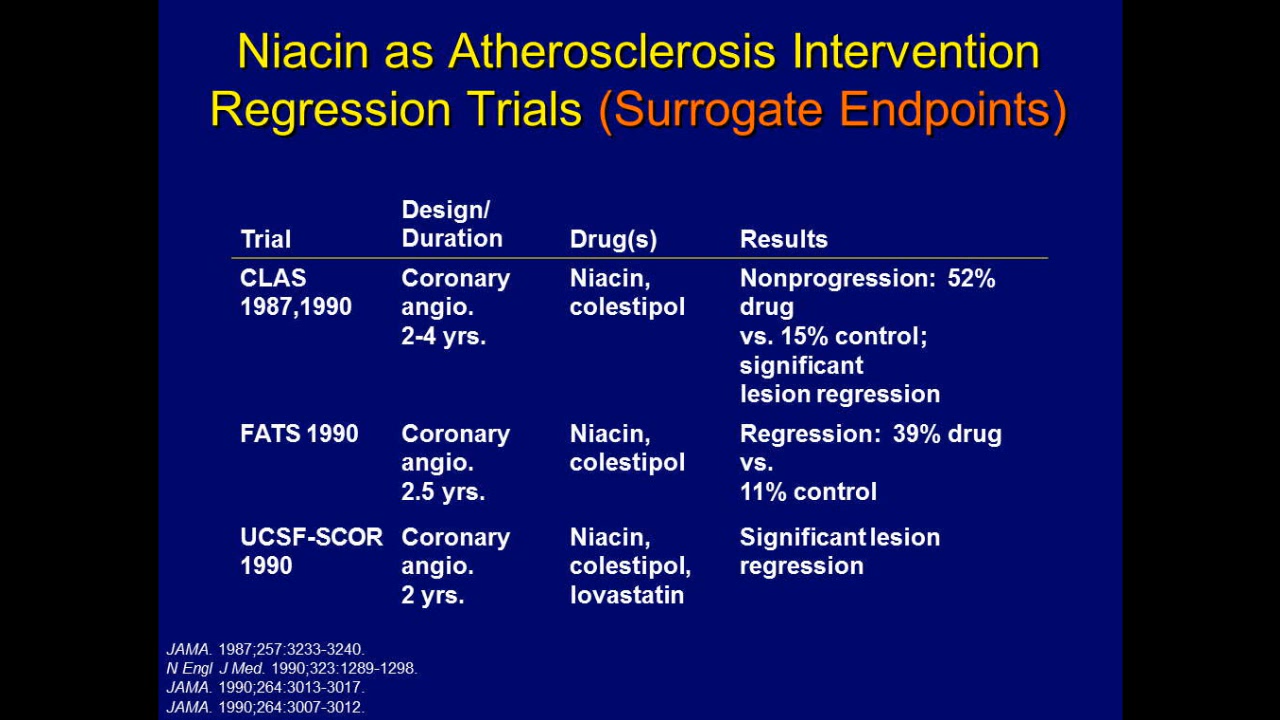 Niacin as Atherosclerosis Intervention
Regression Trials (Surrogate Endpoints)
Trial
Design/
Duration
Drug(s)
Results
CLAS
1987,1990
Coronary
angio.
2-4 yrs.
Niacin,
colestipol
Nonprogression: 52%
drug
vs. 15% control;
significant
lesion regression
FATS 1990
Coronary
angio.
2.5 yrs.
Niacin,
colestipol
Regression: 39% drug
vs.
11% control
UCSF-SCOR
1990
Coronary
angio.
2 yrs.
Niacin,
colestipol,
lovastatin
Significant lesion
regression
JAMA. 1987;257:3233-3240.
N Engl J Med. 1990;323:1289-1298.
JAMA. 1990;264:3013-3017.
JAMA. 1990;264:3007-3012.